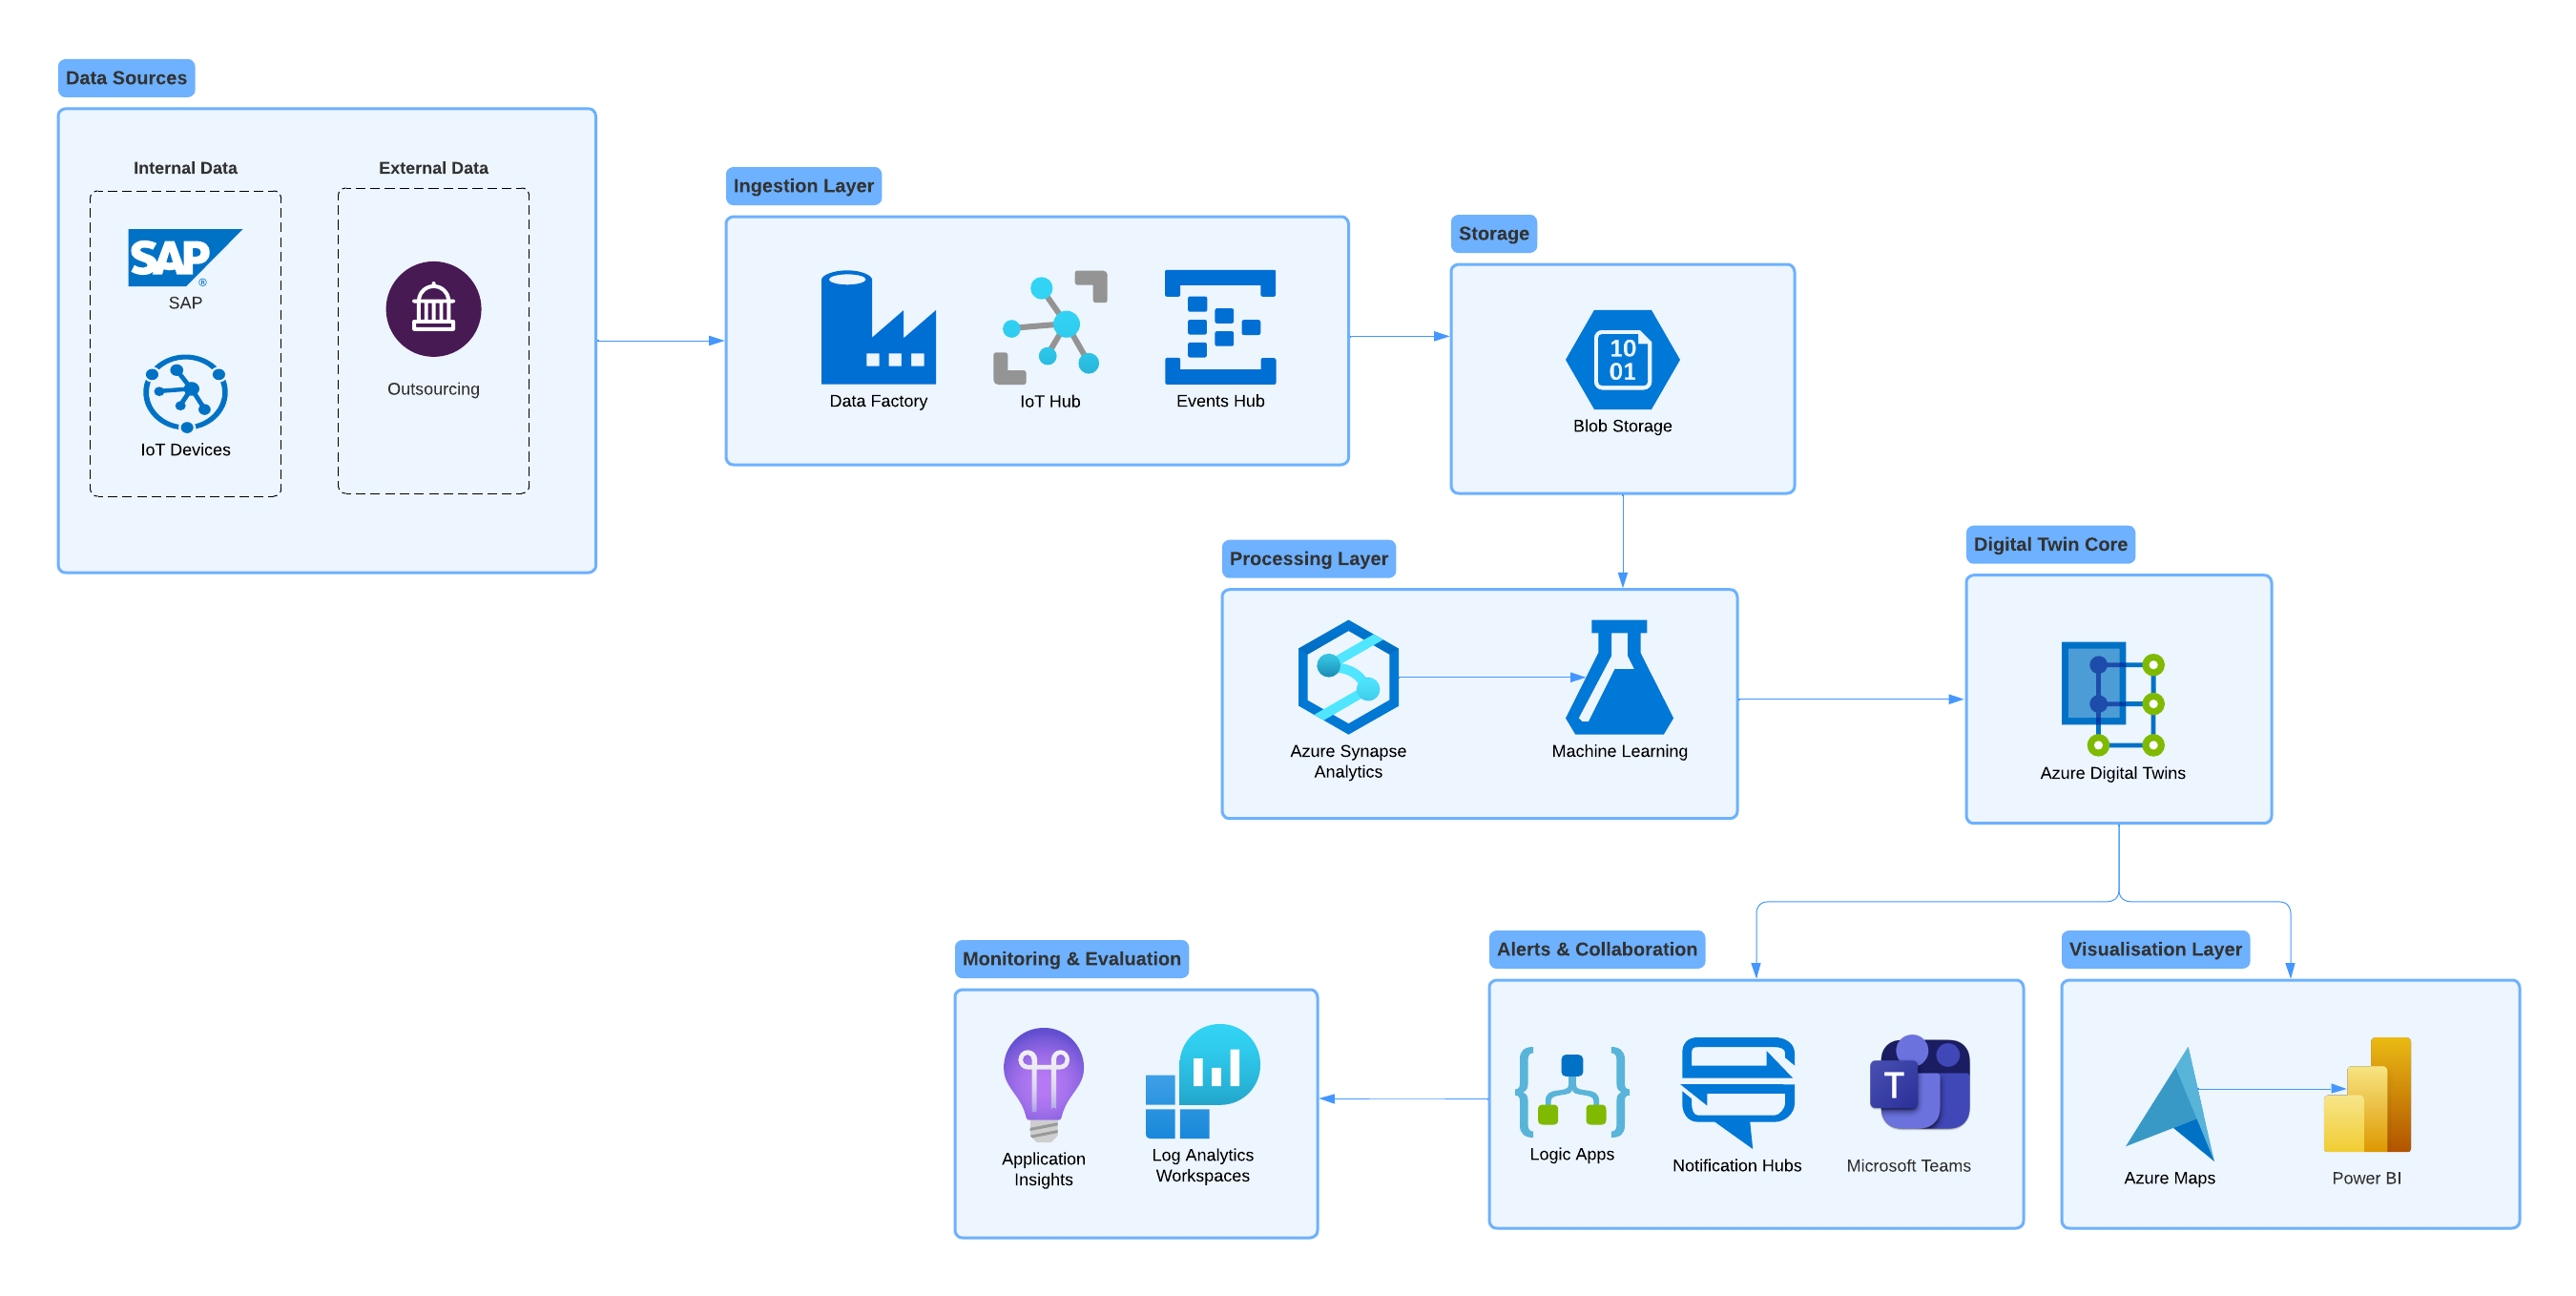 Data Sources
Internal Data
External Data
SAP
®
SAP
IoT Devices
Outsourcing
Ingestion Layer
Data Factory
IoT Hub
Events Hub
Storage
10
01
Blob Storage
Processing Layer
Azure Synapse
Analytics
Machine Learning
Digital Twin Core
Azure Digital Twins
Monitoring & Evaluation
Application
Insights
Log Analytics
Workspaces
Alerts & Collaboration
Logic Apps
Notification Hubs
T
Microsoft Teams
Visualisation Layer
Azure Maps
Power BI